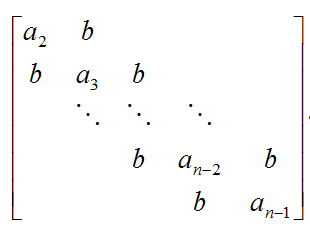 a₂ b
b a₃ b
⋱ ⋱ ⋱
b aₙ₋₂ b
b aₙ₋₁ .